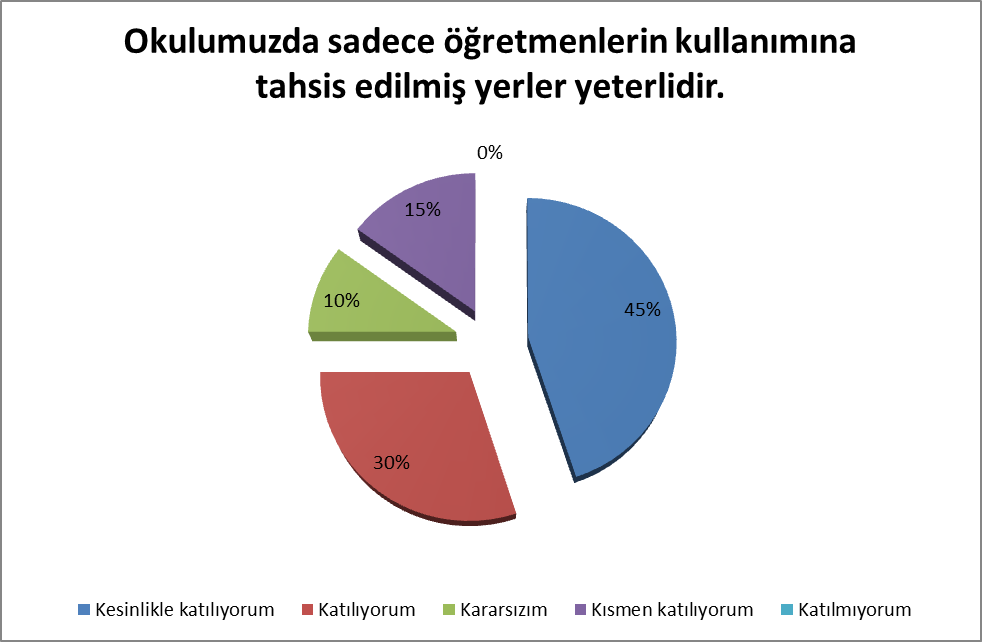 Okulumuzda sadece öğretmenlerin kullanımına
tahsis edilmiş yerler yeterlidir.
0%
15%
10%
45%
30%
Kesinlikle katılıyorum Katılıyorum Kararsızım Kısmen katılıyorum Katılmıyorum